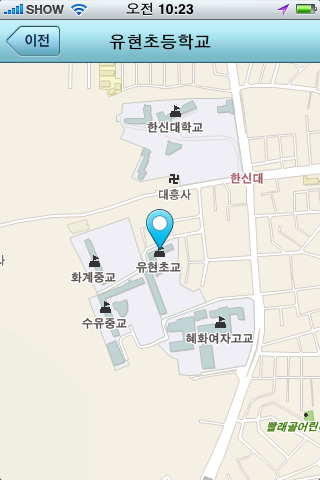 SHOW 오전 10:23
이전 유현초등학교
한신대학교
한신대
대흥사
유현초교
화계중교
수유중교
혜화여자고교
빨래골어린